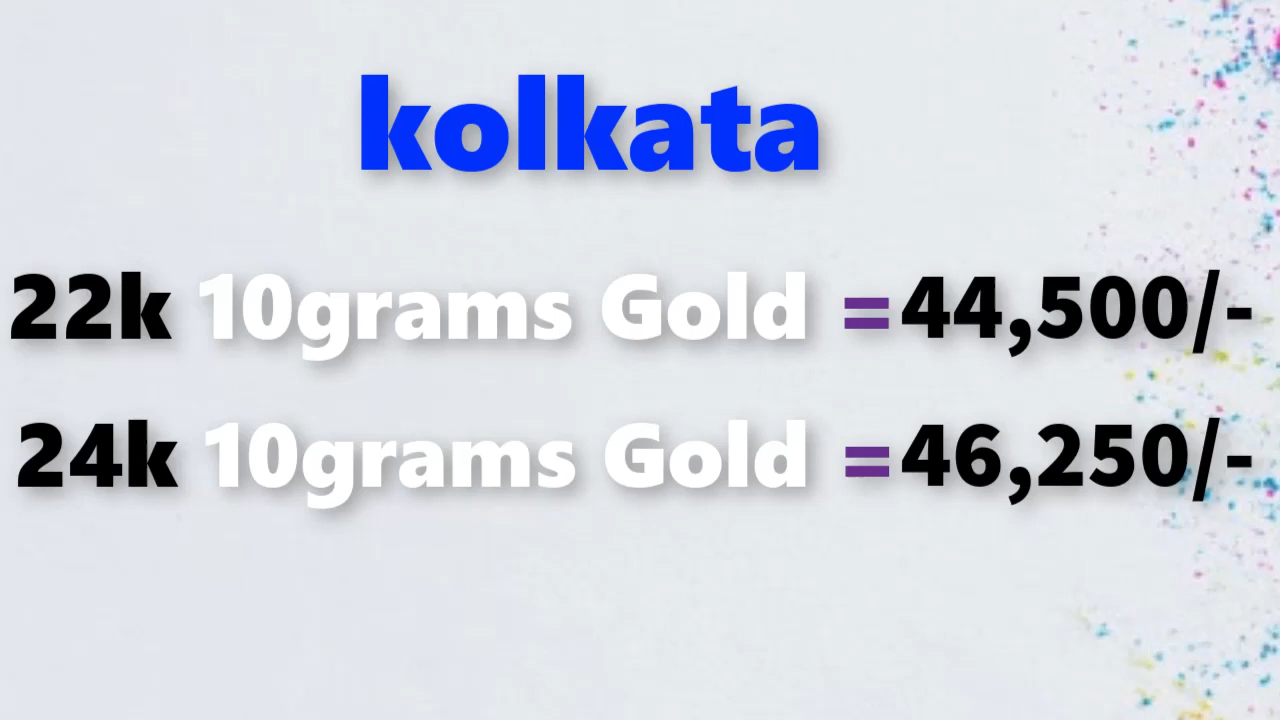 kolkata
22k 10grams Gold =44,500/-
24k 10grams Gold =46,250/-